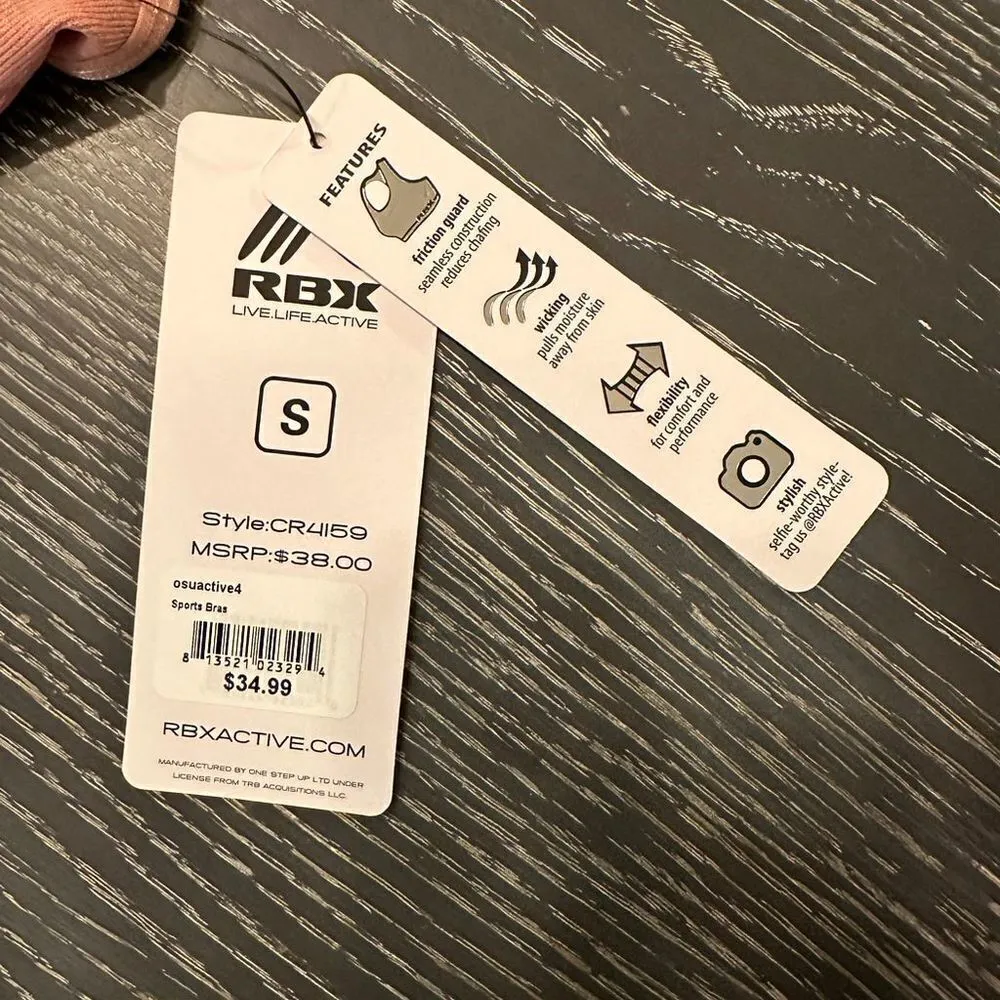 RBX
LIVE.LIFE.ACTIVE
S
Style:CR4159
MSRP:$38.00
osuactive4
Sports Bras
8 13521 02329 4
$34.99
RBXACTIVE.COM
MANUFACTURED BY ONE STEP UP LTD UNDER
LICENSE FROM TRB ACQUISITIONS LLC.
FEATURES
RBX
friction guard
seamless construction
reduces chafing
wicking
pulls moisture
away from skin
flexibility
for comfort and
performance
stylish
selfie-worthy style-
tag us @RBXActive!